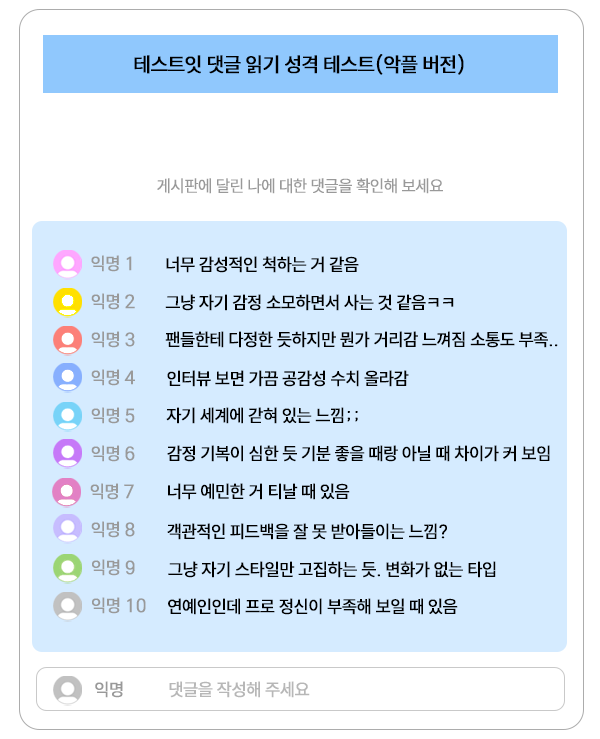 테스트잇 댓글 읽기 성격 테스트(악플 버전)
게시판에 달린 나에 대한 댓글을 확인해 보세요
익명 1 너무 감성적인 척하는 거 같음
익명 2 그냥 자기 감정 소모하면서 사는 것 같음ㅋㅋ
익명 3 팬들한테 다정한 듯하지만 뭔가 거리감 느껴짐 소통도 부족..
익명 4 인터뷰 보면 가끔 공감성 수치 올라감
익명 5 자기 세계에 갇혀 있는 느낌;;
익명 6 감정 기복이 심한 듯 기분 좋을 때랑 아닐 때 차이가 커 보임
익명 7 너무 예민한 거 티날 때 있음
익명 8 객관적인 피드백을 잘 못 받아들이는 느낌?
익명 9 그냥 자기 스타일만 고집하는 듯. 변화가 없는 타입
익명 10 연예인인데 프로 정신이 부족해 보일 때 있음
익명 댓글을 작성해 주세요